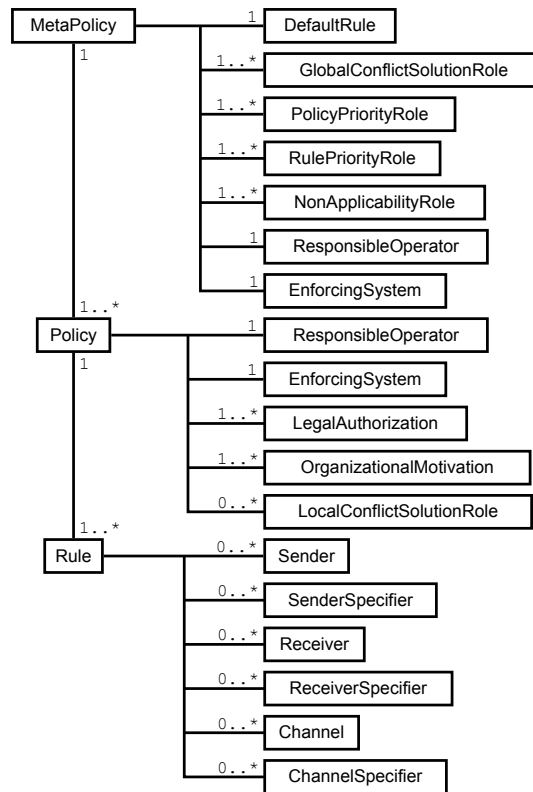 MetaPolicy 1 DefaultRule
1
1..* GlobalConflictSolutionRole
1..* PolicyPriorityRole
1..* RulePriorityRole
1..* NonApplicabilityRole
1 ResponsibleOperator
1 EnforcingSystem
1..*
Policy 1 ResponsibleOperator
1
1 EnforcingSystem
1..* LegalAuthorization
1..* OrganizationalMotivation
0..* LocalConflictSolutionRole
1..*
Rule 0..* Sender
0..* SenderSpecifier
0..* Receiver
0..* ReceiverSpecifier
0..* Channel
0..* ChannelSpecifier